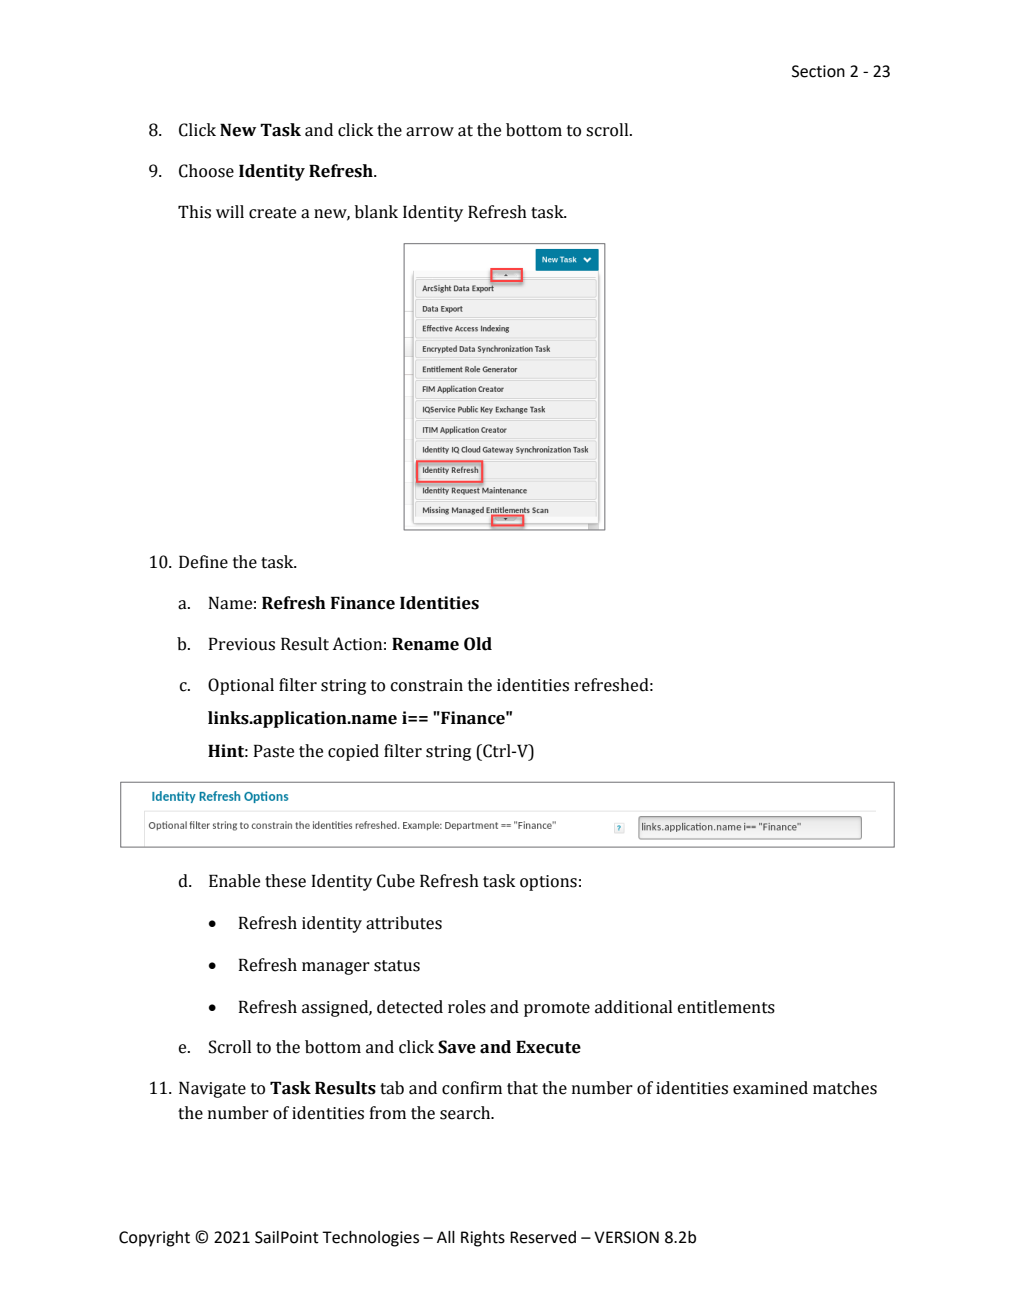 Section 2 - 23
8. Click New Task and click the arrow at the bottom to scroll.
9. Choose Identity Refresh.
This will create a new, blank Identity Refresh task.
New Task
ArcSight Data Export
Data Export
Effective Access Indexing
Encrypted Data Synchronization Task
Entitlement Role Generator
FIM Application Creator
IQService Public Key Exchange Task
ITIM Application Creator
Identity IQ Cloud Gateway Synchronization Task
Identity Refresh
Identity Request Maintenance
Missing Managed Entitlements Scan
10. Define the task.
a. Name: Refresh Finance Identities
b. Previous Result Action: Rename Old
c. Optional filter string to constrain the identities refreshed:
links.application.name i== "Finance"
Hint: Paste the copied filter string (Ctrl-V)
Identity Refresh Options
Optional filter string to constrain the identities refreshed. Example: Department == "Finance" ? links.application.name i== "Finance"
d. Enable these Identity Cube Refresh task options:
• Refresh identity attributes
• Refresh manager status
• Refresh assigned, detected roles and promote additional entitlements
e. Scroll to the bottom and click Save and Execute
11. Navigate to Task Results tab and confirm that the number of identities examined matches
the number of identities from the search.
Copyright © 2021 SailPoint Technologies – All Rights Reserved – VERSION 8.2b